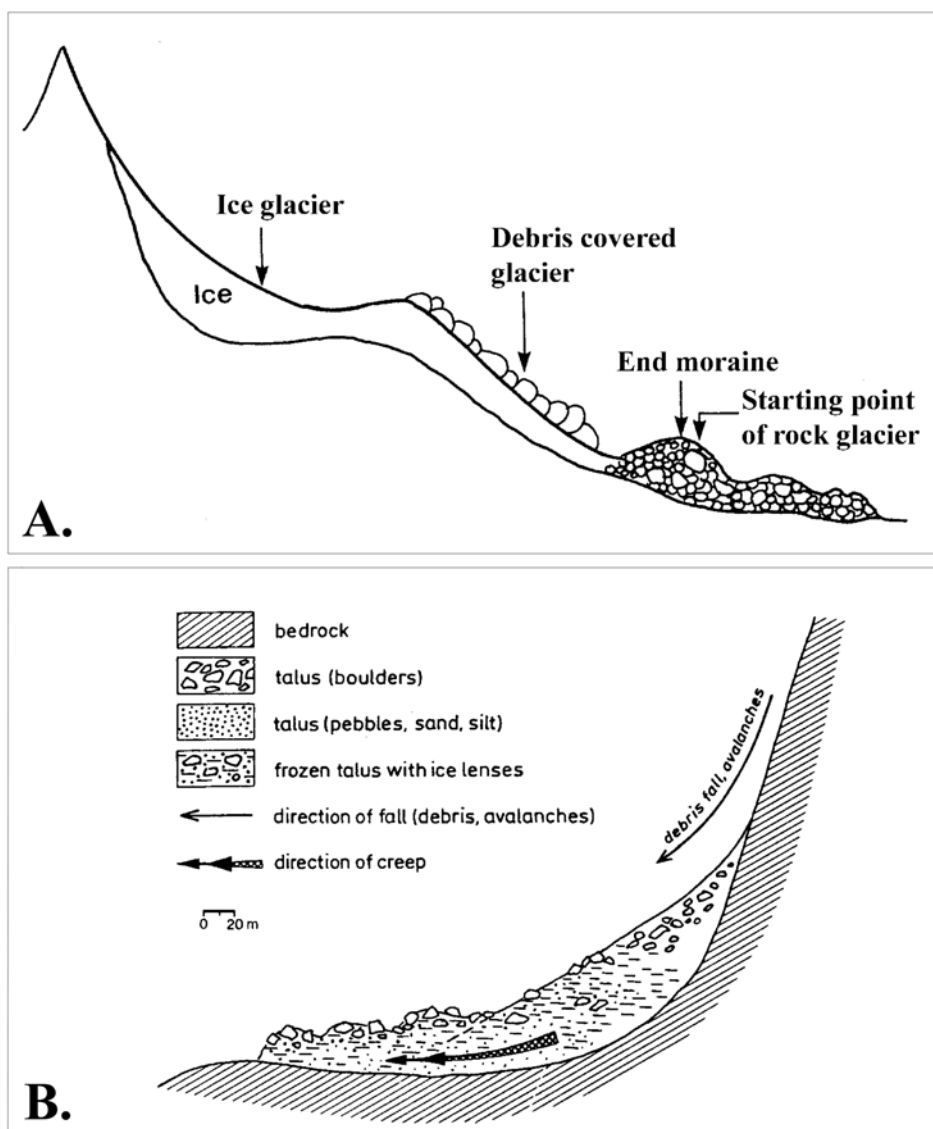 Ice glacier
Ice
Debris covered
glacier
End moraine
Starting point
of rock glacier
A.
bedrock
talus (boulders)
talus (pebbles, sand, silt)
frozen talus with ice lenses
direction of fall (debris, avalanches)
direction of creep
0 20 m
debris fall, avalanches
B.